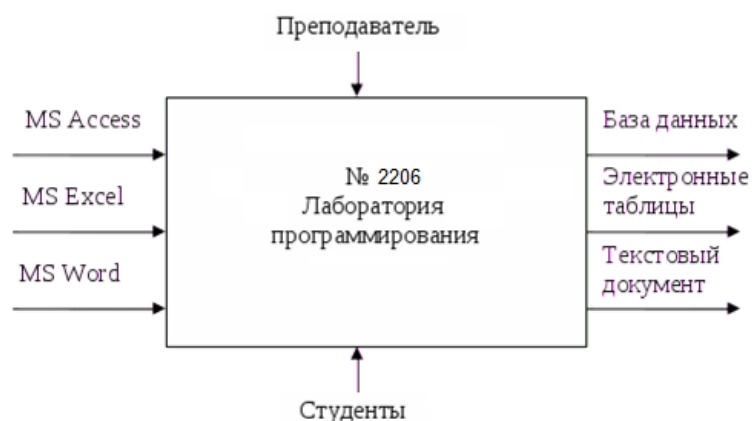 Преподаватель
MS Access
MS Excel
MS Word
№ 2206
Лаборатория
программирования
База данных
Электронные
таблицы
Текстовый
документ
Студенты